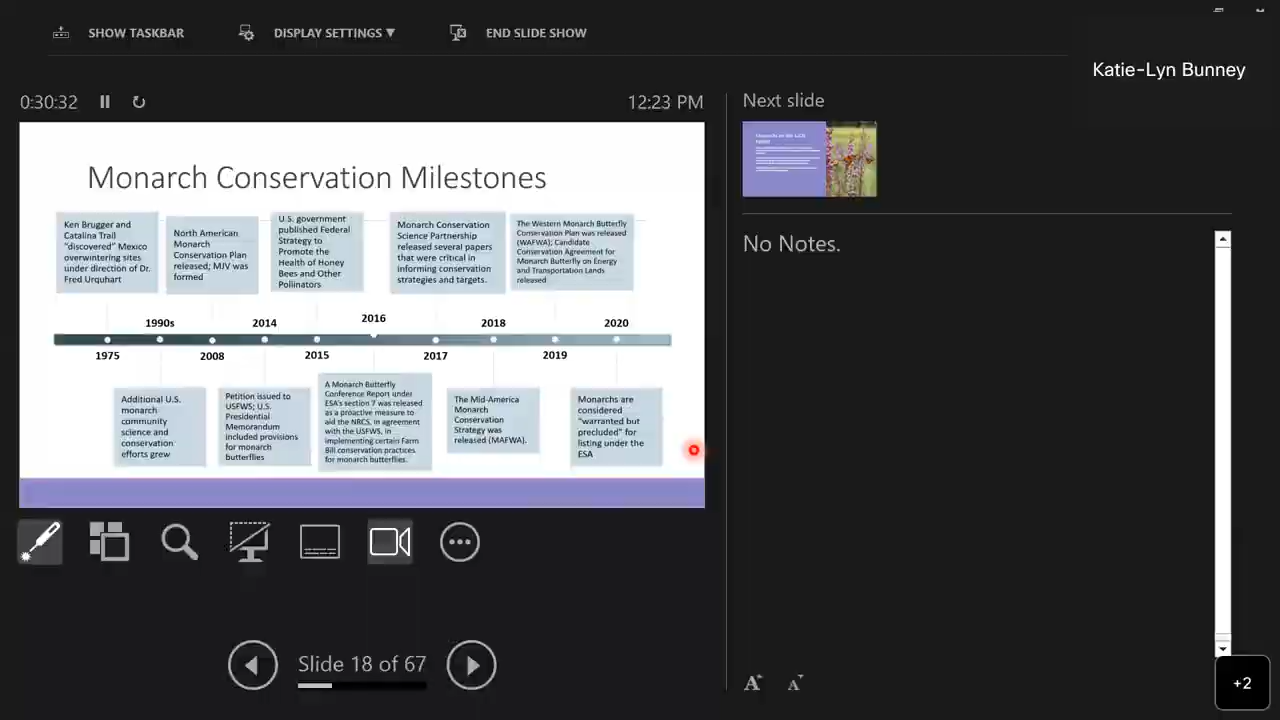 SHOW TASKBAR
DISPLAY SETTINGS ▼
END SLIDE SHOW
Katie-Lyn Bunney
0:30:32
12:23 PM
Next slide
Monarch Conservation Milestones
Ken Brugger and
Catalina Trail
"discovered" Mexico
overwintering sites
under direction of Dr.
Fred Urquhart
North American
Monarch
Conservation Plan
released; MJV was
formed
U.S. government
published Federal
Strategy to
Promote the
Health of Honey
Bees and Other
Pollinators
Monarch Conservation
Science Partnership
released several papers
that were critical in
informing conservation
strategies and targets.
The Western Monarch Butterfly
Conservation Plan was released
(WAFWA); Candidate
Conservation Agreement for
Monarch Butterfly on Energy
and Transportation Lands
released
No Notes.
1990s
2014
2016
2018
2020
1975
2008
2015
2017
2019
Additional U.S.
monarch
community
science and
conservation
efforts grew
Petition issued to
USFWS; U.S.
Presidential
Memorandum
included provisions
for monarch
butterflies
A Monarch Butterfly
Conference Report under
ESA's section 7 was released
as a proactive measure to
aid the NRCS, in agreement
with the USFWS, in
implementing certain Farm
Bill conservation practices
for monarch butterflies.
The Mid-America
Monarch
Conservation
Strategy was
released (MAFWA).
Monarchs are
considered
"warranted but
precluded" for
listing under the
ESA
Slide 18 of 67
A
A
+2